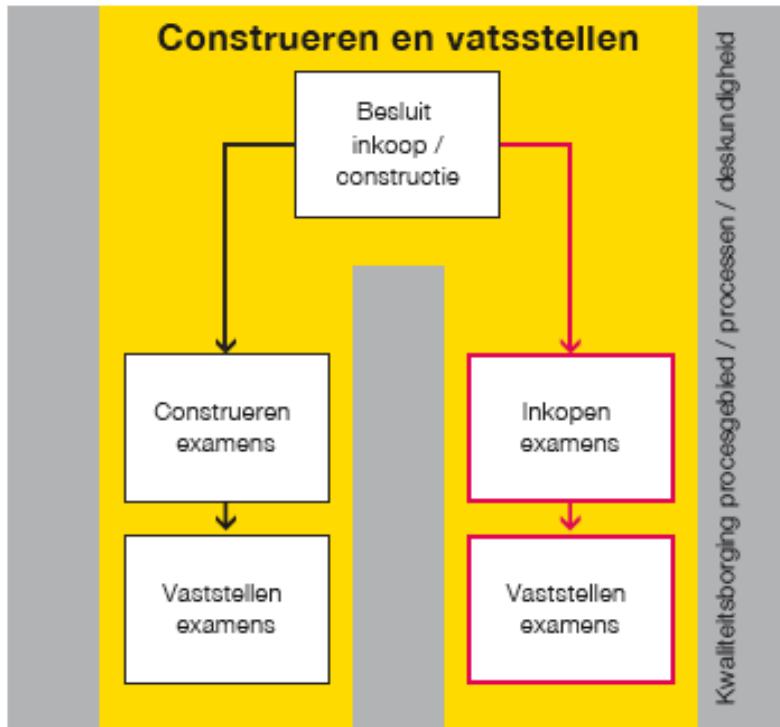 Construeren en vatsstellen
Besluit
inkoop /
constructie
Construeren
examens
Inkopen
examens
Vaststellen
examens
Vaststellen
examens
Kwaliteitsborging procesgebied / processen / deskundigheid